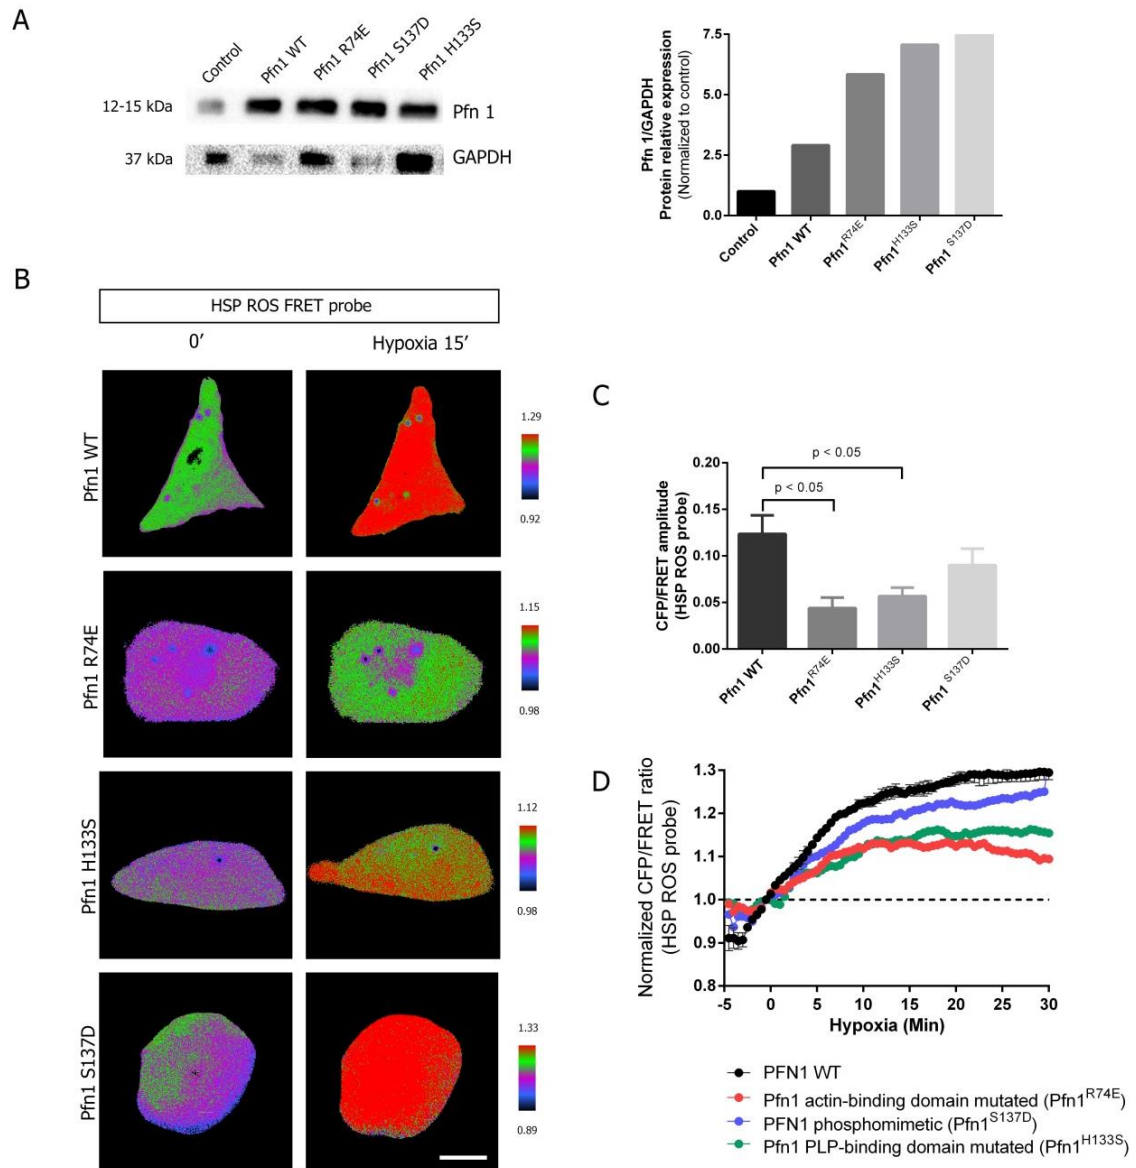 A
Control
Pfn1 WT
Pfn1 R74E
Pfn1 S137D
Pfn1 H133S
12-15 kDa
Pfn 1
37 kDa
GAPDH
Pfn 1/GAPDH
Protein relative expression
(Normalized to control)
7.5
5.0
2.5
0.0
Control
Pfn1 WT
Pfn1R74E
Pfn1H133S
Pfn1 S137D
B
HSP ROS FRET probe
0′
Hypoxia 15′
Pfn1 WT
1.29
0.92
Pfn1 R74E
1.15
0.98
Pfn1 H133S
1.12
0.98
Pfn1 S137D
1.33
0.89
C
CFP/FRET amplitude
(HSP ROS probe)
0.20
0.15
0.10
0.05
0.00
p < 0.05
p < 0.05
Pfn1 WT
Pfn1R74E
Pfn1H133S
Pfn1 S137D
D
Normalized CFP/FRET ratio
(HSP ROS probe)
1.3
1.2
1.1
1.0
0.9
0.8
-5 0 5 10 15 20 25 30
Hypoxia (Min)
PFN1 WT
Pfn1 actin-binding domain mutated (Pfn1R74E)
PFN1 phosphomimetic (Pfn1S137D)
Pfn1 PLP-binding domain mutated (Pfn1H133S)